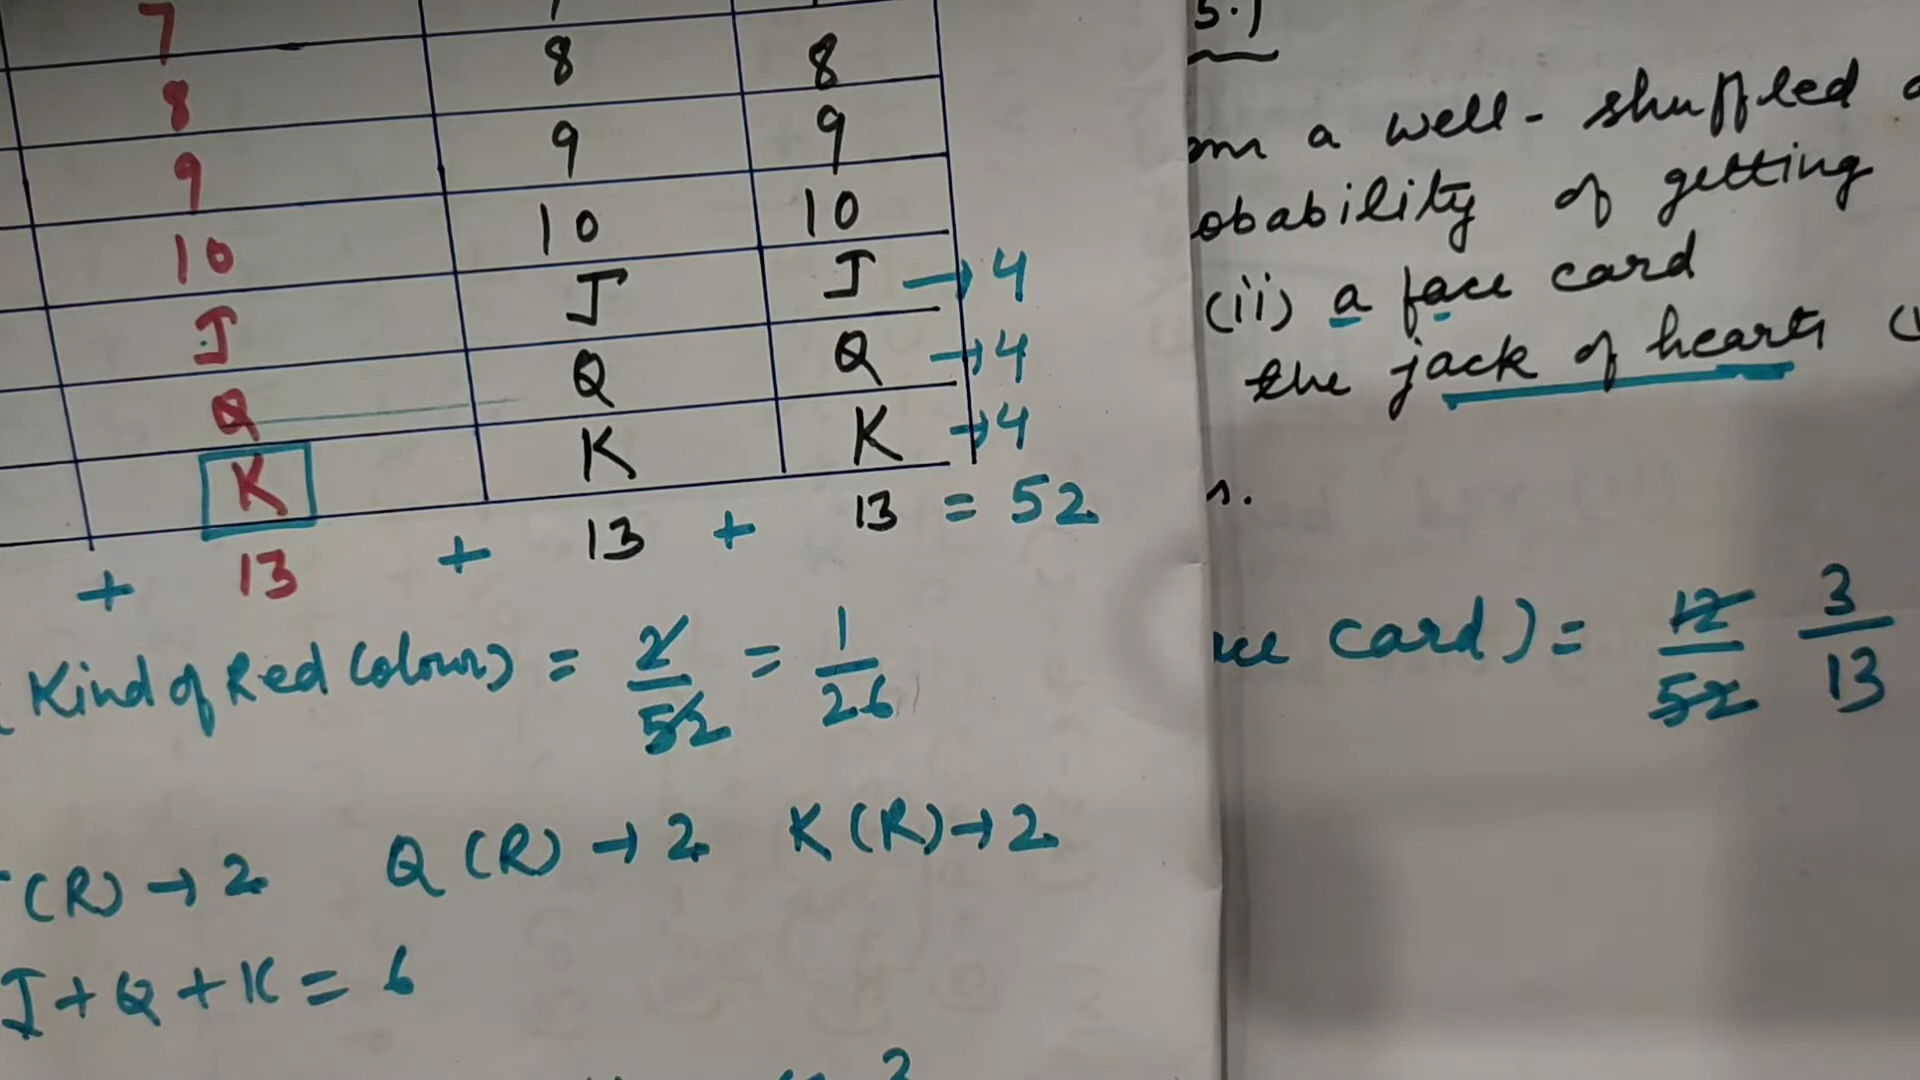 7
8 8 8
9 9 9
10 10 10
J J J → 4
Q Q Q → 4
K K K → 4
+ 13 + 13 + 13 = 52
Kind of Red Colour) = 2/52 = 1/26
(R) → 2 Q (R) → 2 K (R) → 2
J + Q + K = 6
5.1
a well - shuffled
obability of getting
(ii) a face card
the jack of hearts
card) = 12/52 3/13